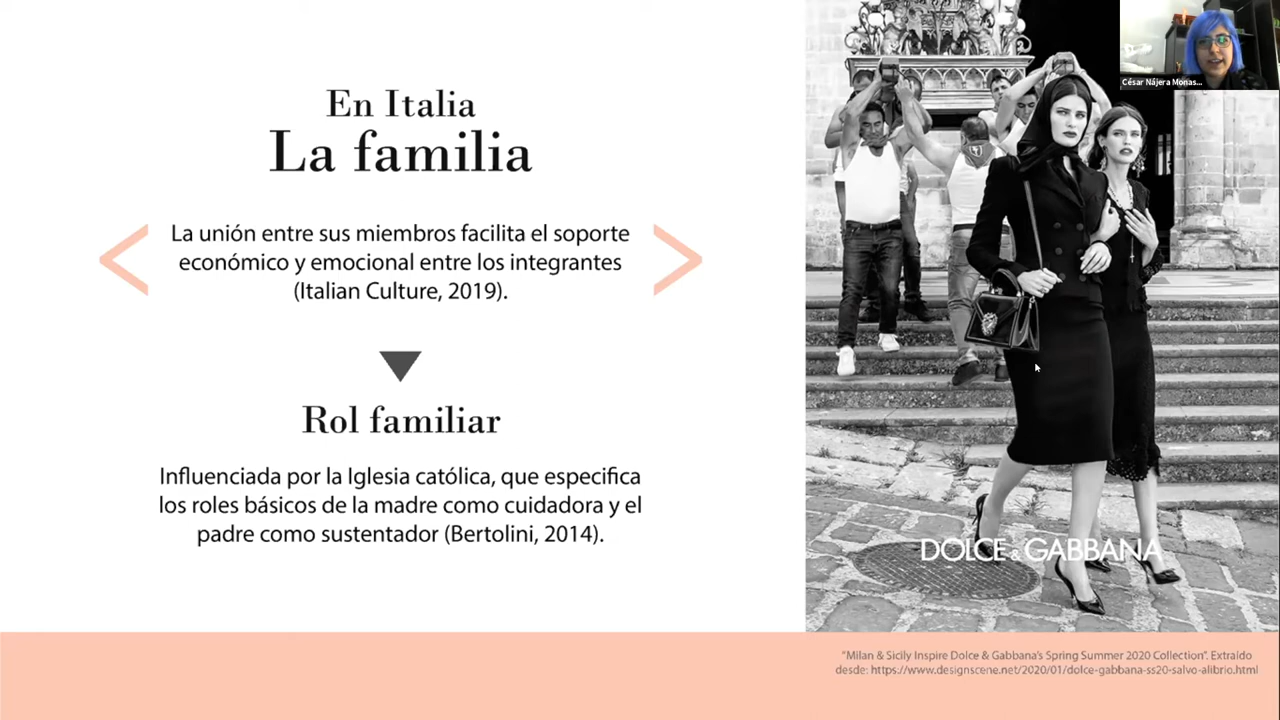 En Italia
La familia
La unión entre sus miembros facilita el soporte
económico y emocional entre los integrantes
(Italian Culture, 2019).
Rol familiar
Influenciada por la Iglesia católica, que especifica
los roles básicos de la madre como cuidadora y el
padre como sustentador (Bertolini, 2014).
César Nájera Monas...
DOLCE & GABBANA
"Milan & Sicily Inspire Dolce & Gabbana's Spring Summer 2020 Collection". Extraído
desde: https://www.designscene.net/2020/01/dolce-gabbana-ss20-salvo-alibrio.html